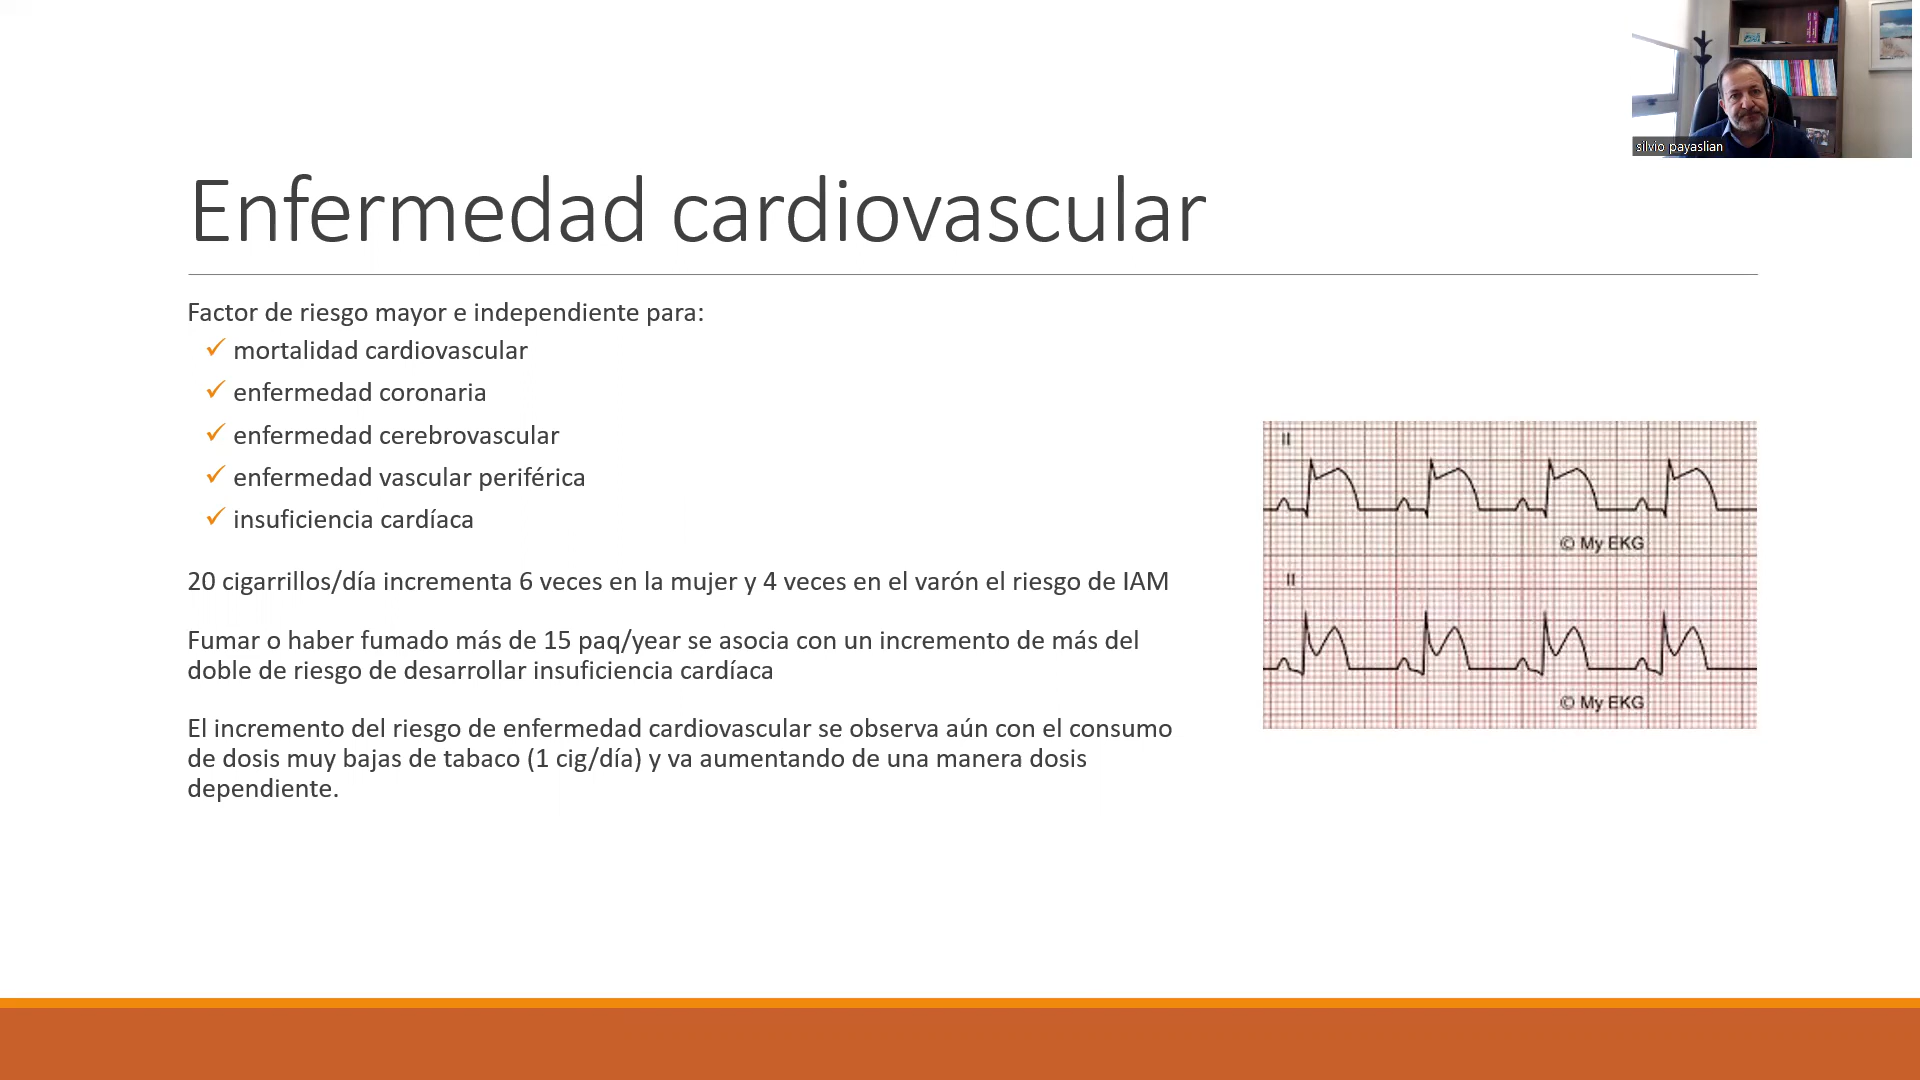 silvio payaslian
Enfermedad cardiovascular
Factor de riesgo mayor e independiente para:
✓ mortalidad cardiovascular
✓ enfermedad coronaria
✓ enfermedad cerebrovascular
✓ enfermedad vascular periférica
✓ insuficiencia cardíaca
20 cigarrillos/día incrementa 6 veces en la mujer y 4 veces en el varón el riesgo de IAM
Fumar o haber fumado más de 15 paq/year se asocia con un incremento de más del
doble de riesgo de desarrollar insuficiencia cardíaca
El incremento del riesgo de enfermedad cardiovascular se observa aún con el consumo
de dosis muy bajas de tabaco (1 cig/día) y va aumentando de una manera dosis
dependiente.
II
© My EKG
II
© My EKG